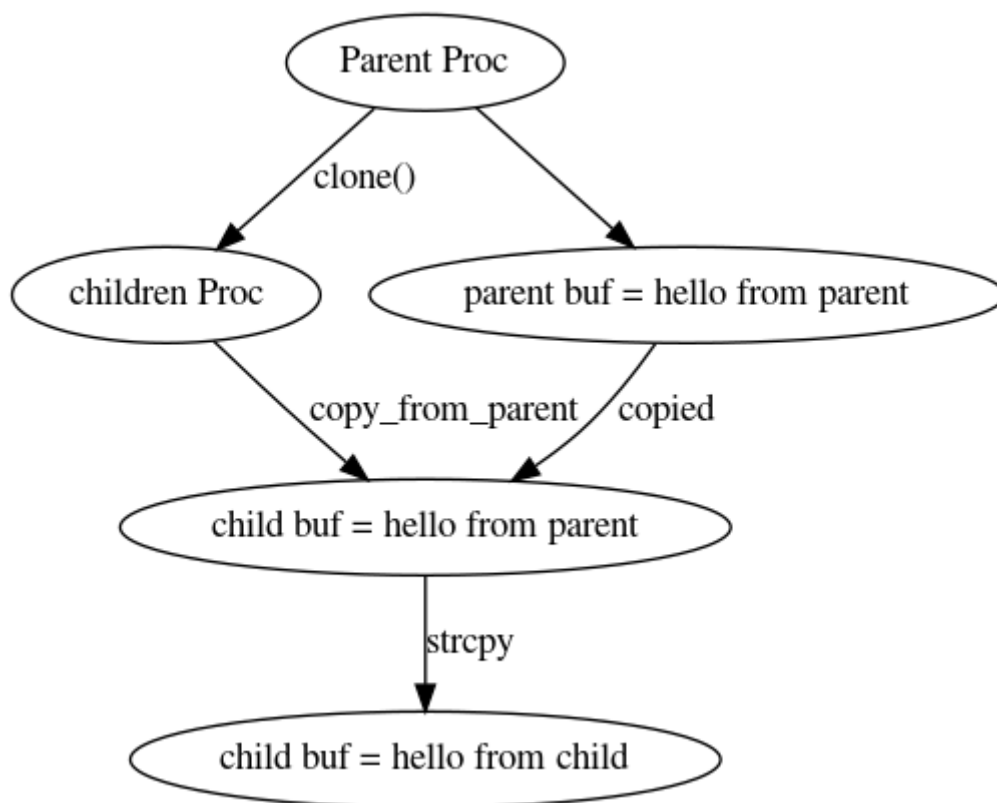 Parent Proc
clone()
children Proc
parent buf = hello from parent
copy_from_parent
copied
child buf = hello from parent
strcpy
child buf = hello from child